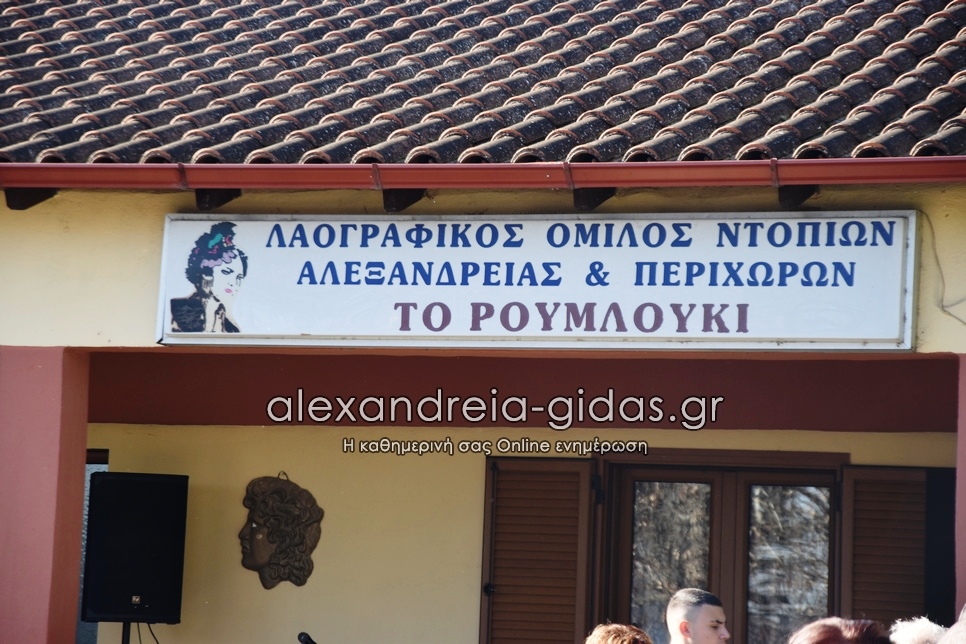 ΛΑΟΓΡΑΦΙΚΟΣ ΟΜΙΛΟΣ ΝΤΟΠΙΩΝ
ΑΛΕΞΑΝΔΡΕΙΑΣ & ΠΕΡΙΧΩΡΩΝ
ΤΟ ΡΟΥΜΛΟΥΚΙ
alexandreia-gidas.gr
Η καθημερινή σας Online ενημέρωση